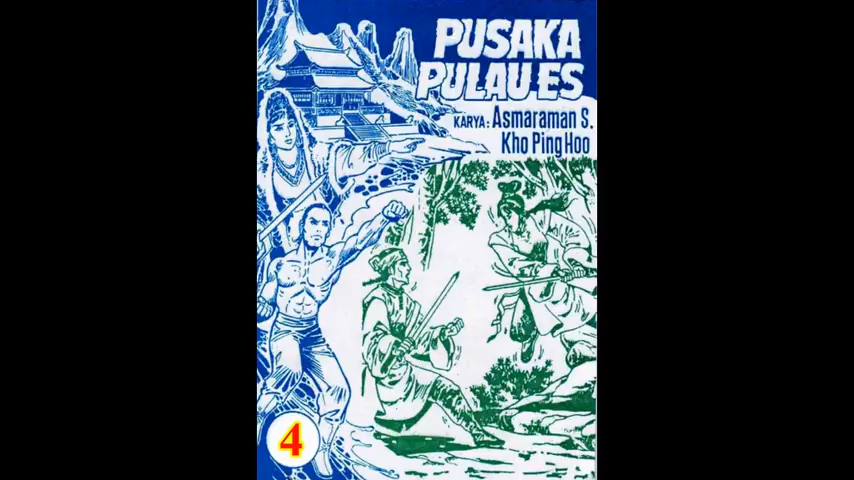 PUSAKA
PULAU ES
KARYA: Asmaraman S.
Kho Ping Hoo
4